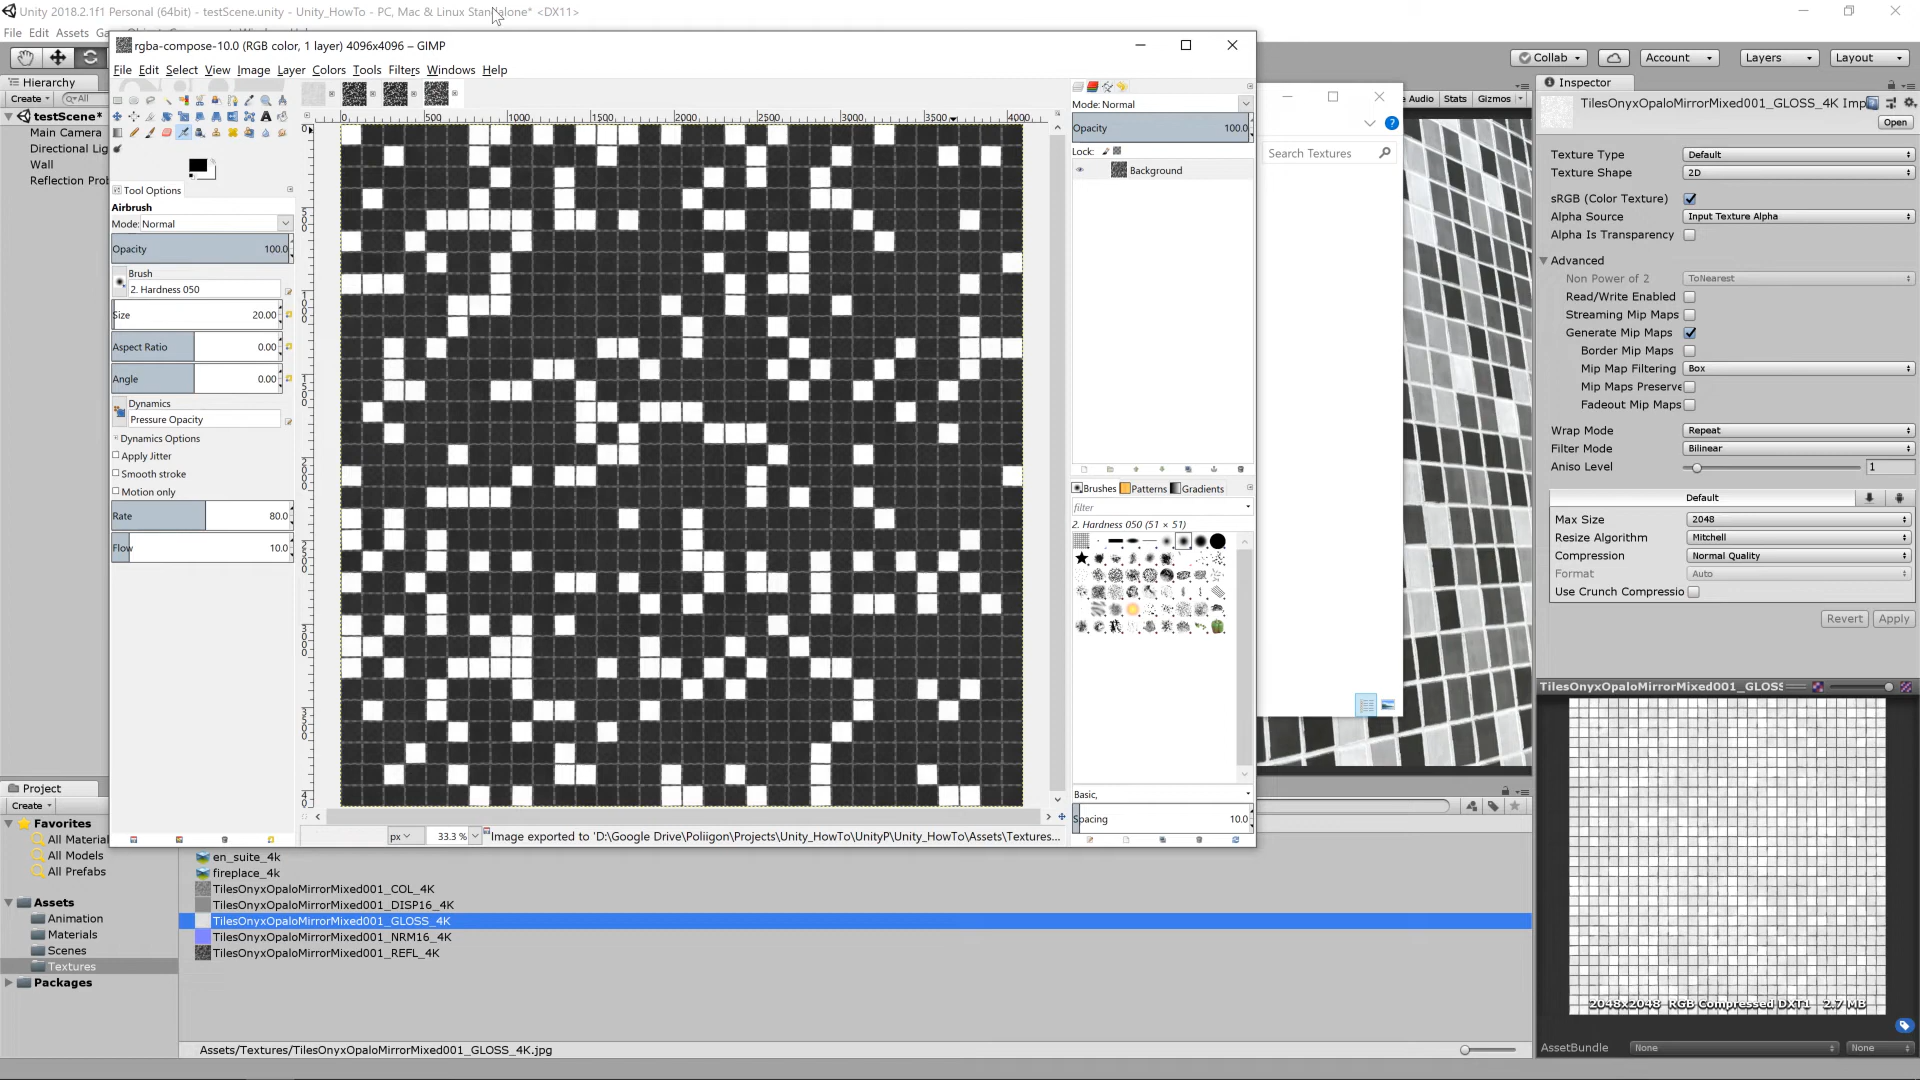 Unity 2018.2.1f1 Personal (64bit) - testScene.unity - Unity_HowTo - PC, Mac & Linux Standalone* <DX11>
File Edit Assets
Collab Account Layers Layout
rgba-compose-10.0 (RGB color, 1 layer) 4096x4096 – GIMP
File Edit Select View Image Layer Colors Tools Filters Windows Help
Hierarchy
Create All
testScene*
Main Camera
Directional Lig
Wall
Reflection Prob
Tool Options
Airbrush
Mode: Normal
Opacity 100.0
Brush
2. Hardness 050
Size 20.00
Aspect Ratio 0.00
Angle 0.00
Dynamics
Pressure Opacity
Dynamics Options
Apply Jitter
Smooth stroke
Motion only
Rate 80.0
Flow 10.0
0 500 1000 1500 2000 2500 3000 3500 4000
px 33.3 % Image exported to 'D:\Google Drive\Poliigon\Projects\Unity_HowTo\UnityP\Unity_HowTo\Assets\Textures...
Mode: Normal
Opacity 100.0
Lock:
Background
Brushes Patterns Gradients
filter
2. Hardness 050 (51 × 51)
Basic,
Spacing 10.0
Search Textures
e Audio Stats Gizmos
Inspector
TilesOnyxOpaloMirrorMixed001_GLOSS_4K Imp
Open
Texture Type Default
Texture Shape 2D
sRGB (Color Texture)
Alpha Source Input Texture Alpha
Alpha Is Transparency
Advanced
Non Power of 2 ToNearest
Read/Write Enabled
Streaming Mip Maps
Generate Mip Maps
Border Mip Maps
Mip Map Filtering Box
Mip Maps Preserve
Fadeout Mip Maps
Wrap Mode Repeat
Filter Mode Bilinear
Aniso Level 1
Default
Max Size 2048
Resize Algorithm Mitchell
Compression Normal Quality
Format Auto
Use Crunch Compressio
Revert Apply
TilesOnyxOpaloMirrorMixed001_GLOSS
2048x2048 RGB Compressed DXT1 2.7 MB
AssetBundle None None
Project
Create
Favorites
All Material
All Models
All Prefabs
Assets
Animation
Materials
Scenes
Textures
Packages
en_suite_4k
fireplace_4k
TilesOnyxOpaloMirrorMixed001_COL_4K
TilesOnyxOpaloMirrorMixed001_DISP16_4K
TilesOnyxOpaloMirrorMixed001_GLOSS_4K
TilesOnyxOpaloMirrorMixed001_NRM16_4K
TilesOnyxOpaloMirrorMixed001_REFL_4K
Assets/Textures/TilesOnyxOpaloMirrorMixed001_GLOSS_4K.jpg